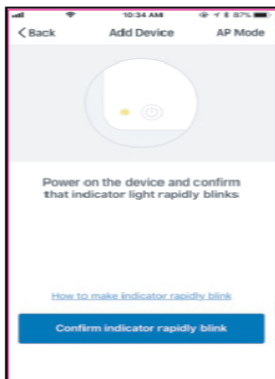 10:34 AM
87%
< Back
Add Device
AP Mode
Power on the device and confirm
that indicator light rapidly blinks
How to make indicator rapidly blink
Confirm indicator rapidly blink